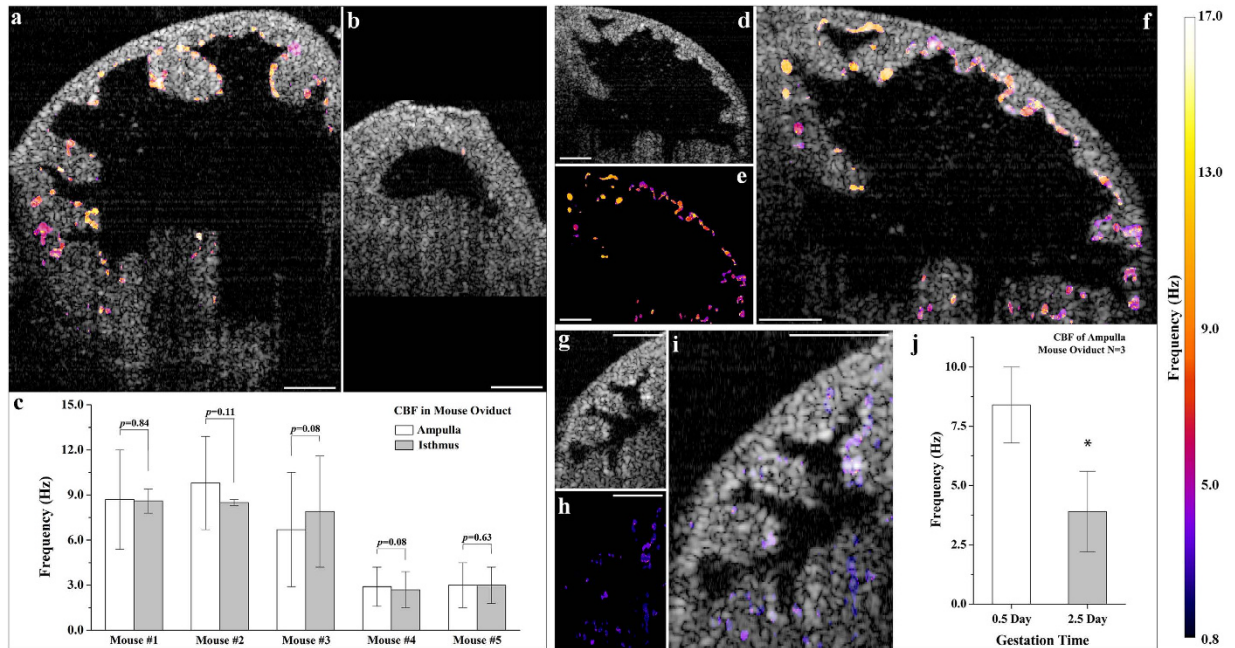 a
b
c
15.0
12.0
9.0
6.0
3.0
0.0
Frequency (Hz)
p=0.84
p=0.11
p=0.08
p=0.08
p=0.63
CBF in Mouse Oviduct
Ampulla
Isthmus
Mouse #1
Mouse #2
Mouse #3
Mouse #4
Mouse #5
d
e
f
g
h
i
j
CBF of Ampulla
Mouse Oviduct N=3
10.0
7.5
5.0
2.5
0.0
Frequency (Hz)
*
0.5 Day
2.5 Day
Gestation Time
17.0
13.0
9.0
5.0
0.8
Frequency (Hz)